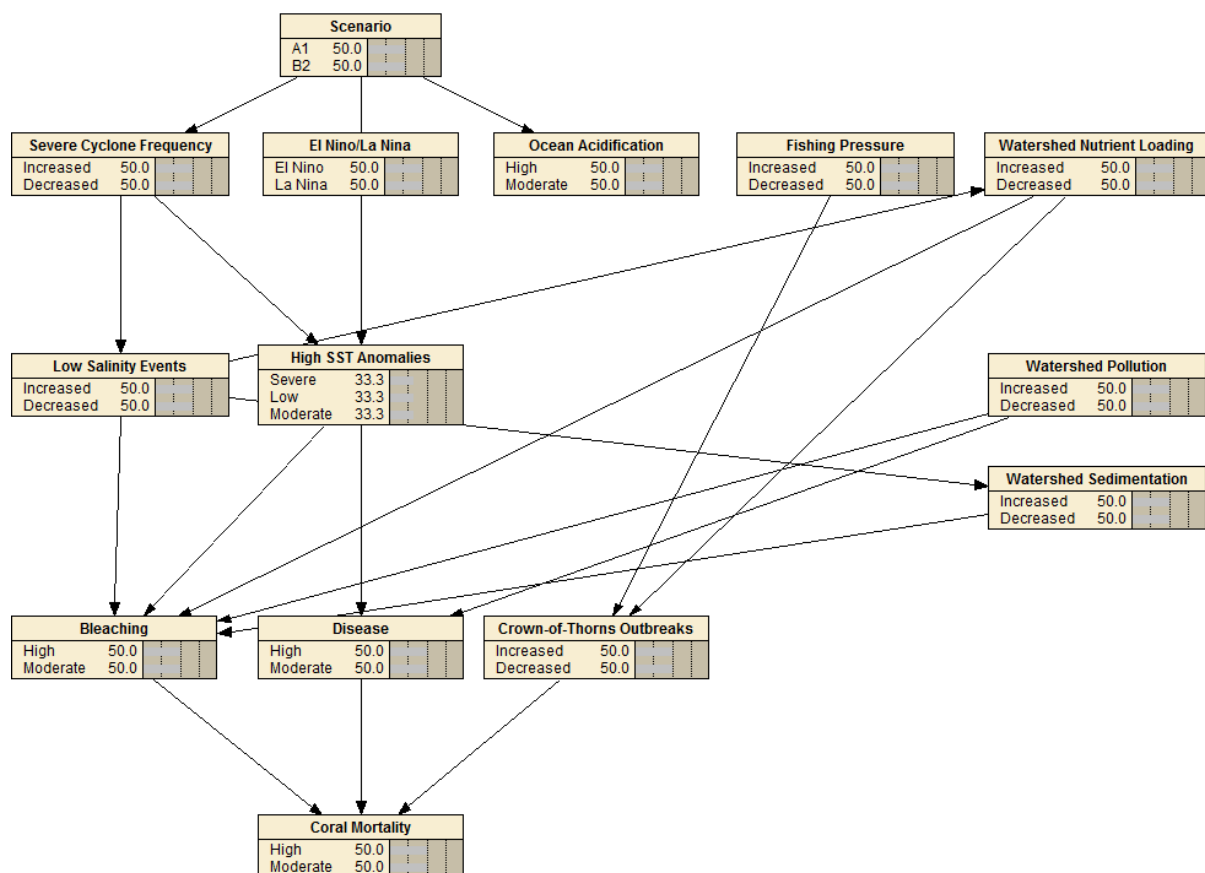 Scenario
A1 50.0
B2 50.0
Severe Cyclone Frequency
Increased 50.0
Decreased 50.0
El Nino/La Nina
El Nino 50.0
La Nina 50.0
Ocean Acidification
High 50.0
Moderate 50.0
Fishing Pressure
Increased 50.0
Decreased 50.0
Watershed Nutrient Loading
Increased 50.0
Decreased 50.0
Low Salinity Events
Increased 50.0
Decreased 50.0
High SST Anomalies
Severe 33.3
Low 33.3
Moderate 33.3
Watershed Pollution
Increased 50.0
Decreased 50.0
Watershed Sedimentation
Increased 50.0
Decreased 50.0
Bleaching
High 50.0
Moderate 50.0
Disease
High 50.0
Moderate 50.0
Crown-of-Thorns Outbreaks
Increased 50.0
Decreased 50.0
Coral Mortality
High 50.0
Moderate 50.0